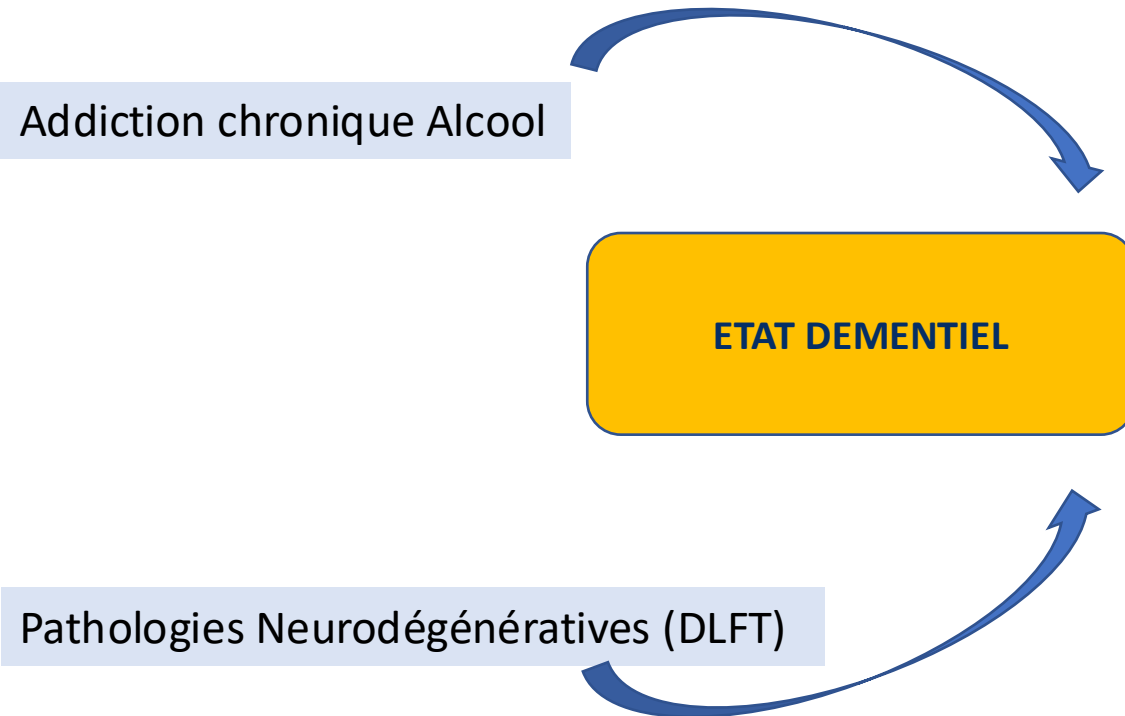 Addiction chronique Alcool
ETAT DEMENTIEL
Pathologies Neurodégénératives (DLFT)